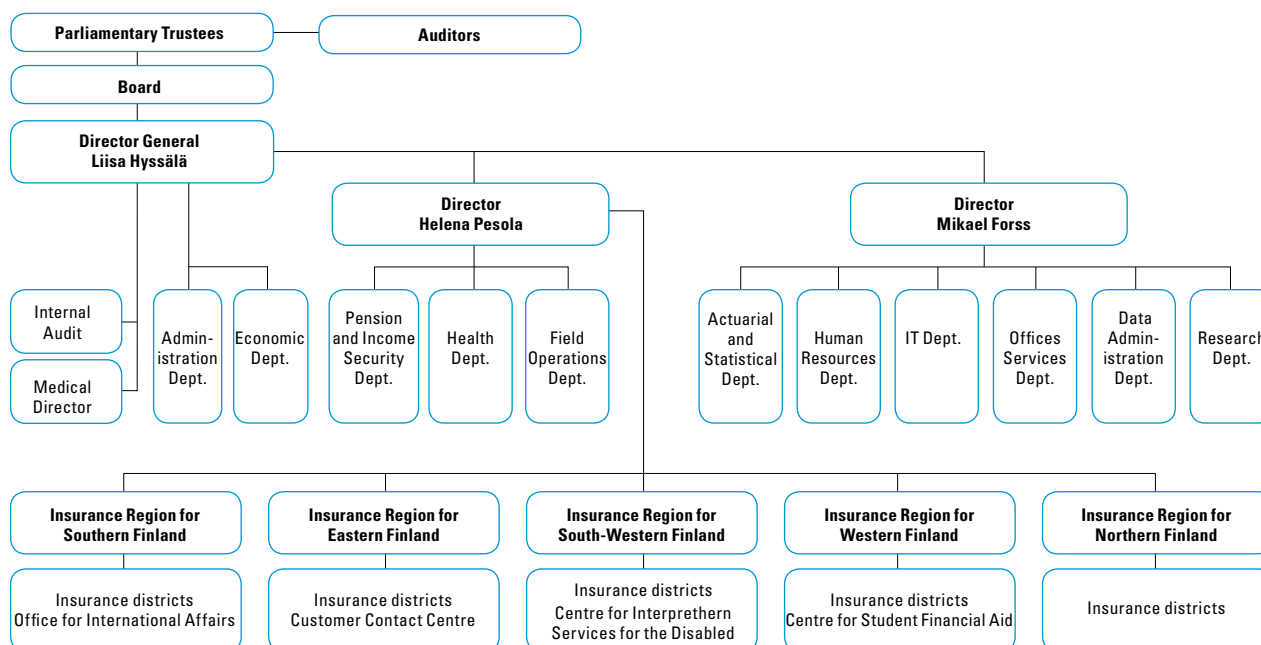 Parliamentary Trustees
Auditors
Board
Director General
Liisa Hyssälä
Director
Helena Pesola
Director
Mikael Forss
Internal
Audit
Medical
Director
Admin-
istration
Dept.
Economic
Dept.
Pension
and Income
Security
Dept.
Health
Dept.
Field
Operations
Dept.
Actuarial
and
Statistical
Dept.
Human
Resources
Dept.
IT Dept.
Offices
Services
Dept.
Data
Admin-
istration
Dept.
Research
Dept.
Insurance Region for
Southern Finland
Insurance Region for
Eastern Finland
Insurance Region for
South-Western Finland
Insurance Region for
Western Finland
Insurance Region for
Northern Finland
Insurance districts
Office for International Affairs
Insurance districts
Customer Contact Centre
Insurance districts
Centre for Interprethern
Services for the Disabled
Insurance districts
Centre for Student Financial Aid
Insurance districts